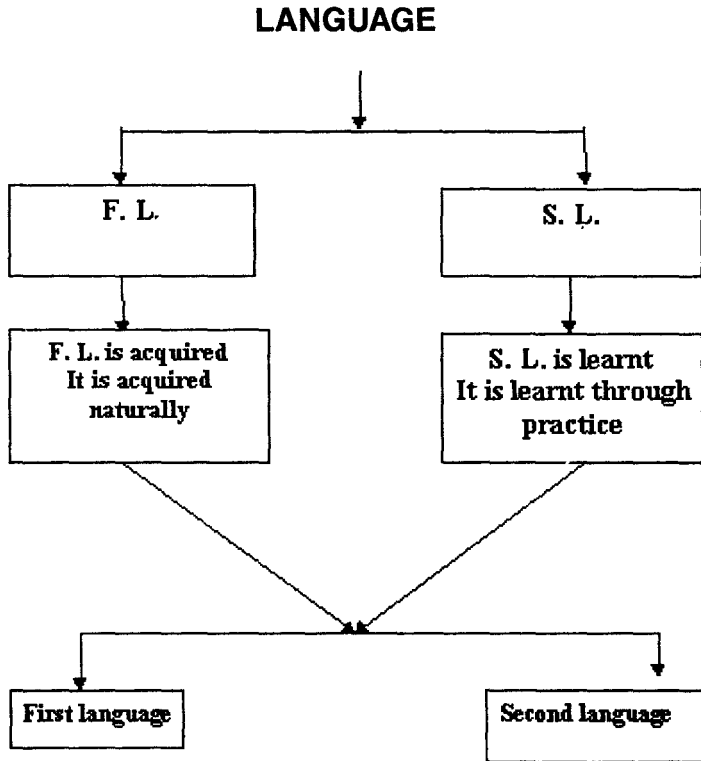 LANGUAGE
F. L.
S. L.
F. L. is acquired
It is acquired
naturally
S. L. is learnt
It is learnt through
practice
First language
Second language